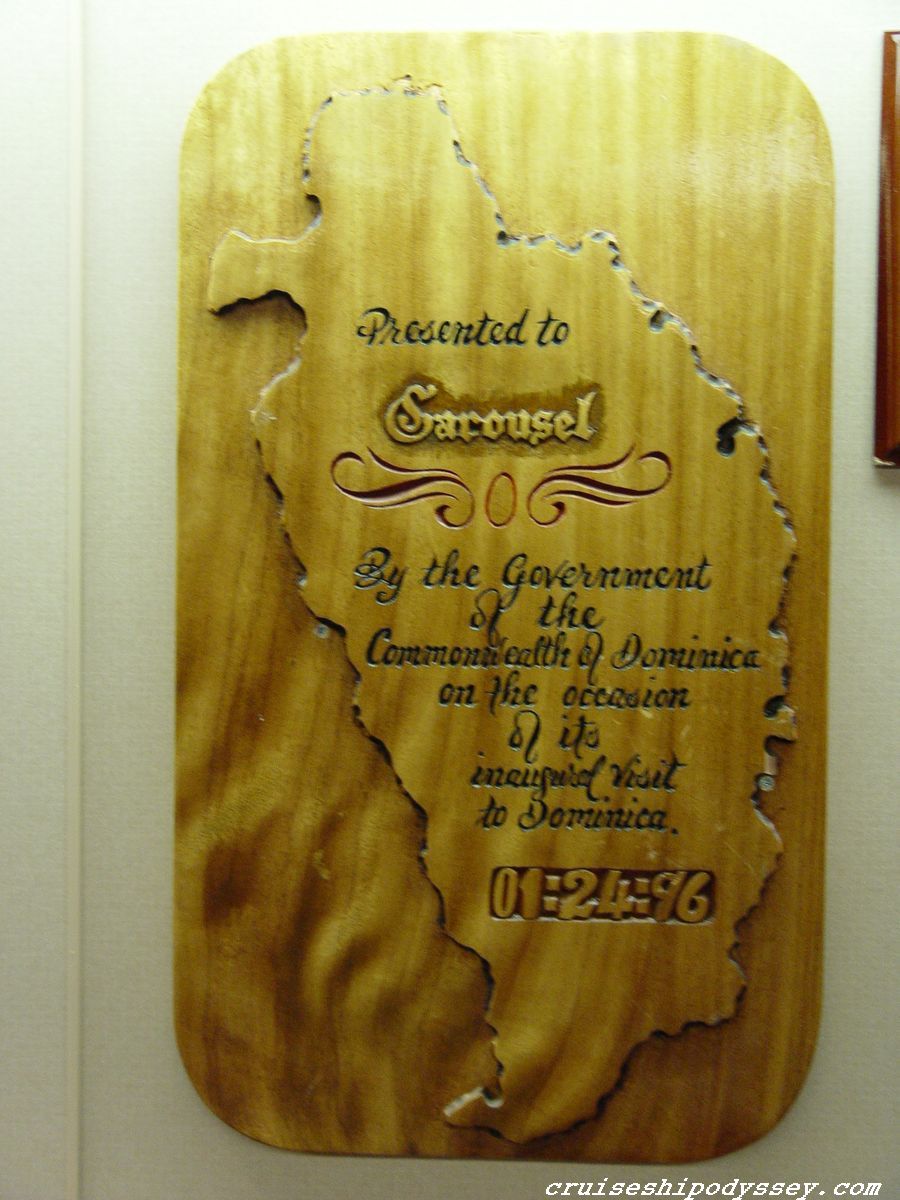 Presented to
Carousel
By the Government
of the
Commonwealth of Dominica
on the occasion
of its
inaugural Visit
to Dominica.
01:24:96
cruiseshipodyssey.com